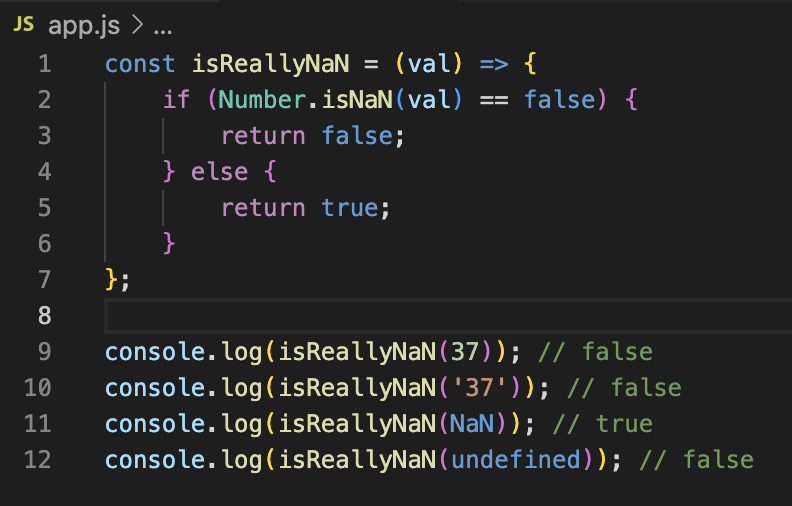 JS app.js > ...
1 const isReallyNaN = (val) => {
2     if (Number.isNaN(val) == false) {
3         return false;
4     } else {
5         return true;
6     }
7 };
8
9 console.log(isReallyNaN(37)); // false
10 console.log(isReallyNaN('37')); // false
11 console.log(isReallyNaN(NaN)); // true
12 console.log(isReallyNaN(undefined)); // false